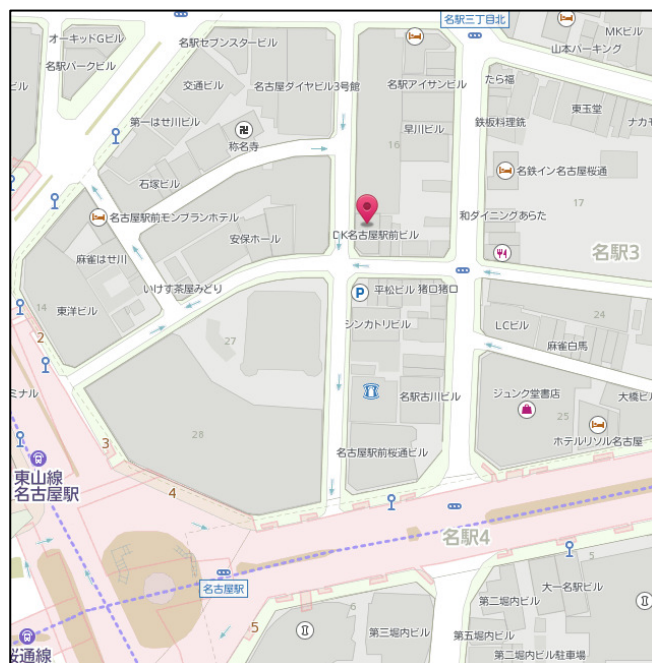 名駅三丁目北
オーキッドGビル
名駅セブンスタービル
MKビル
山本パーキング
名駅パークビル
ビル
交通ビル
名古屋ダイヤビル3号館
名駅アイサンビル
たら福
東玉堂
第一はせ川ビル
早川ビル
鉄板料理銑
ナカモ
称名寺
16
石塚ビル
名鉄イン名古屋桜通
17
名古屋駅前モンブランホテル
和ダイニングあらた
安保ホール
DK名古屋駅前ビル
名駅3
麻雀はせ川
いけす茶屋みどり
平松ビル
猪口猪口
14
東洋ビル
シンカトリビル
24
LCビル
27
麻雀白馬
2
ミナル
ジュンク堂書店
大橋ビル
名駅古川ビル
25
28
3
ホテルリソル名古屋
名古屋駅前桜通ビル
東山線
名古屋駅
4
名駅4
名古屋駅
5
大一名駅ビル
第二堀内ビル
6
5
桜通線
第三堀内ビル
第五堀内ビル
第二堀内ビル駐車場